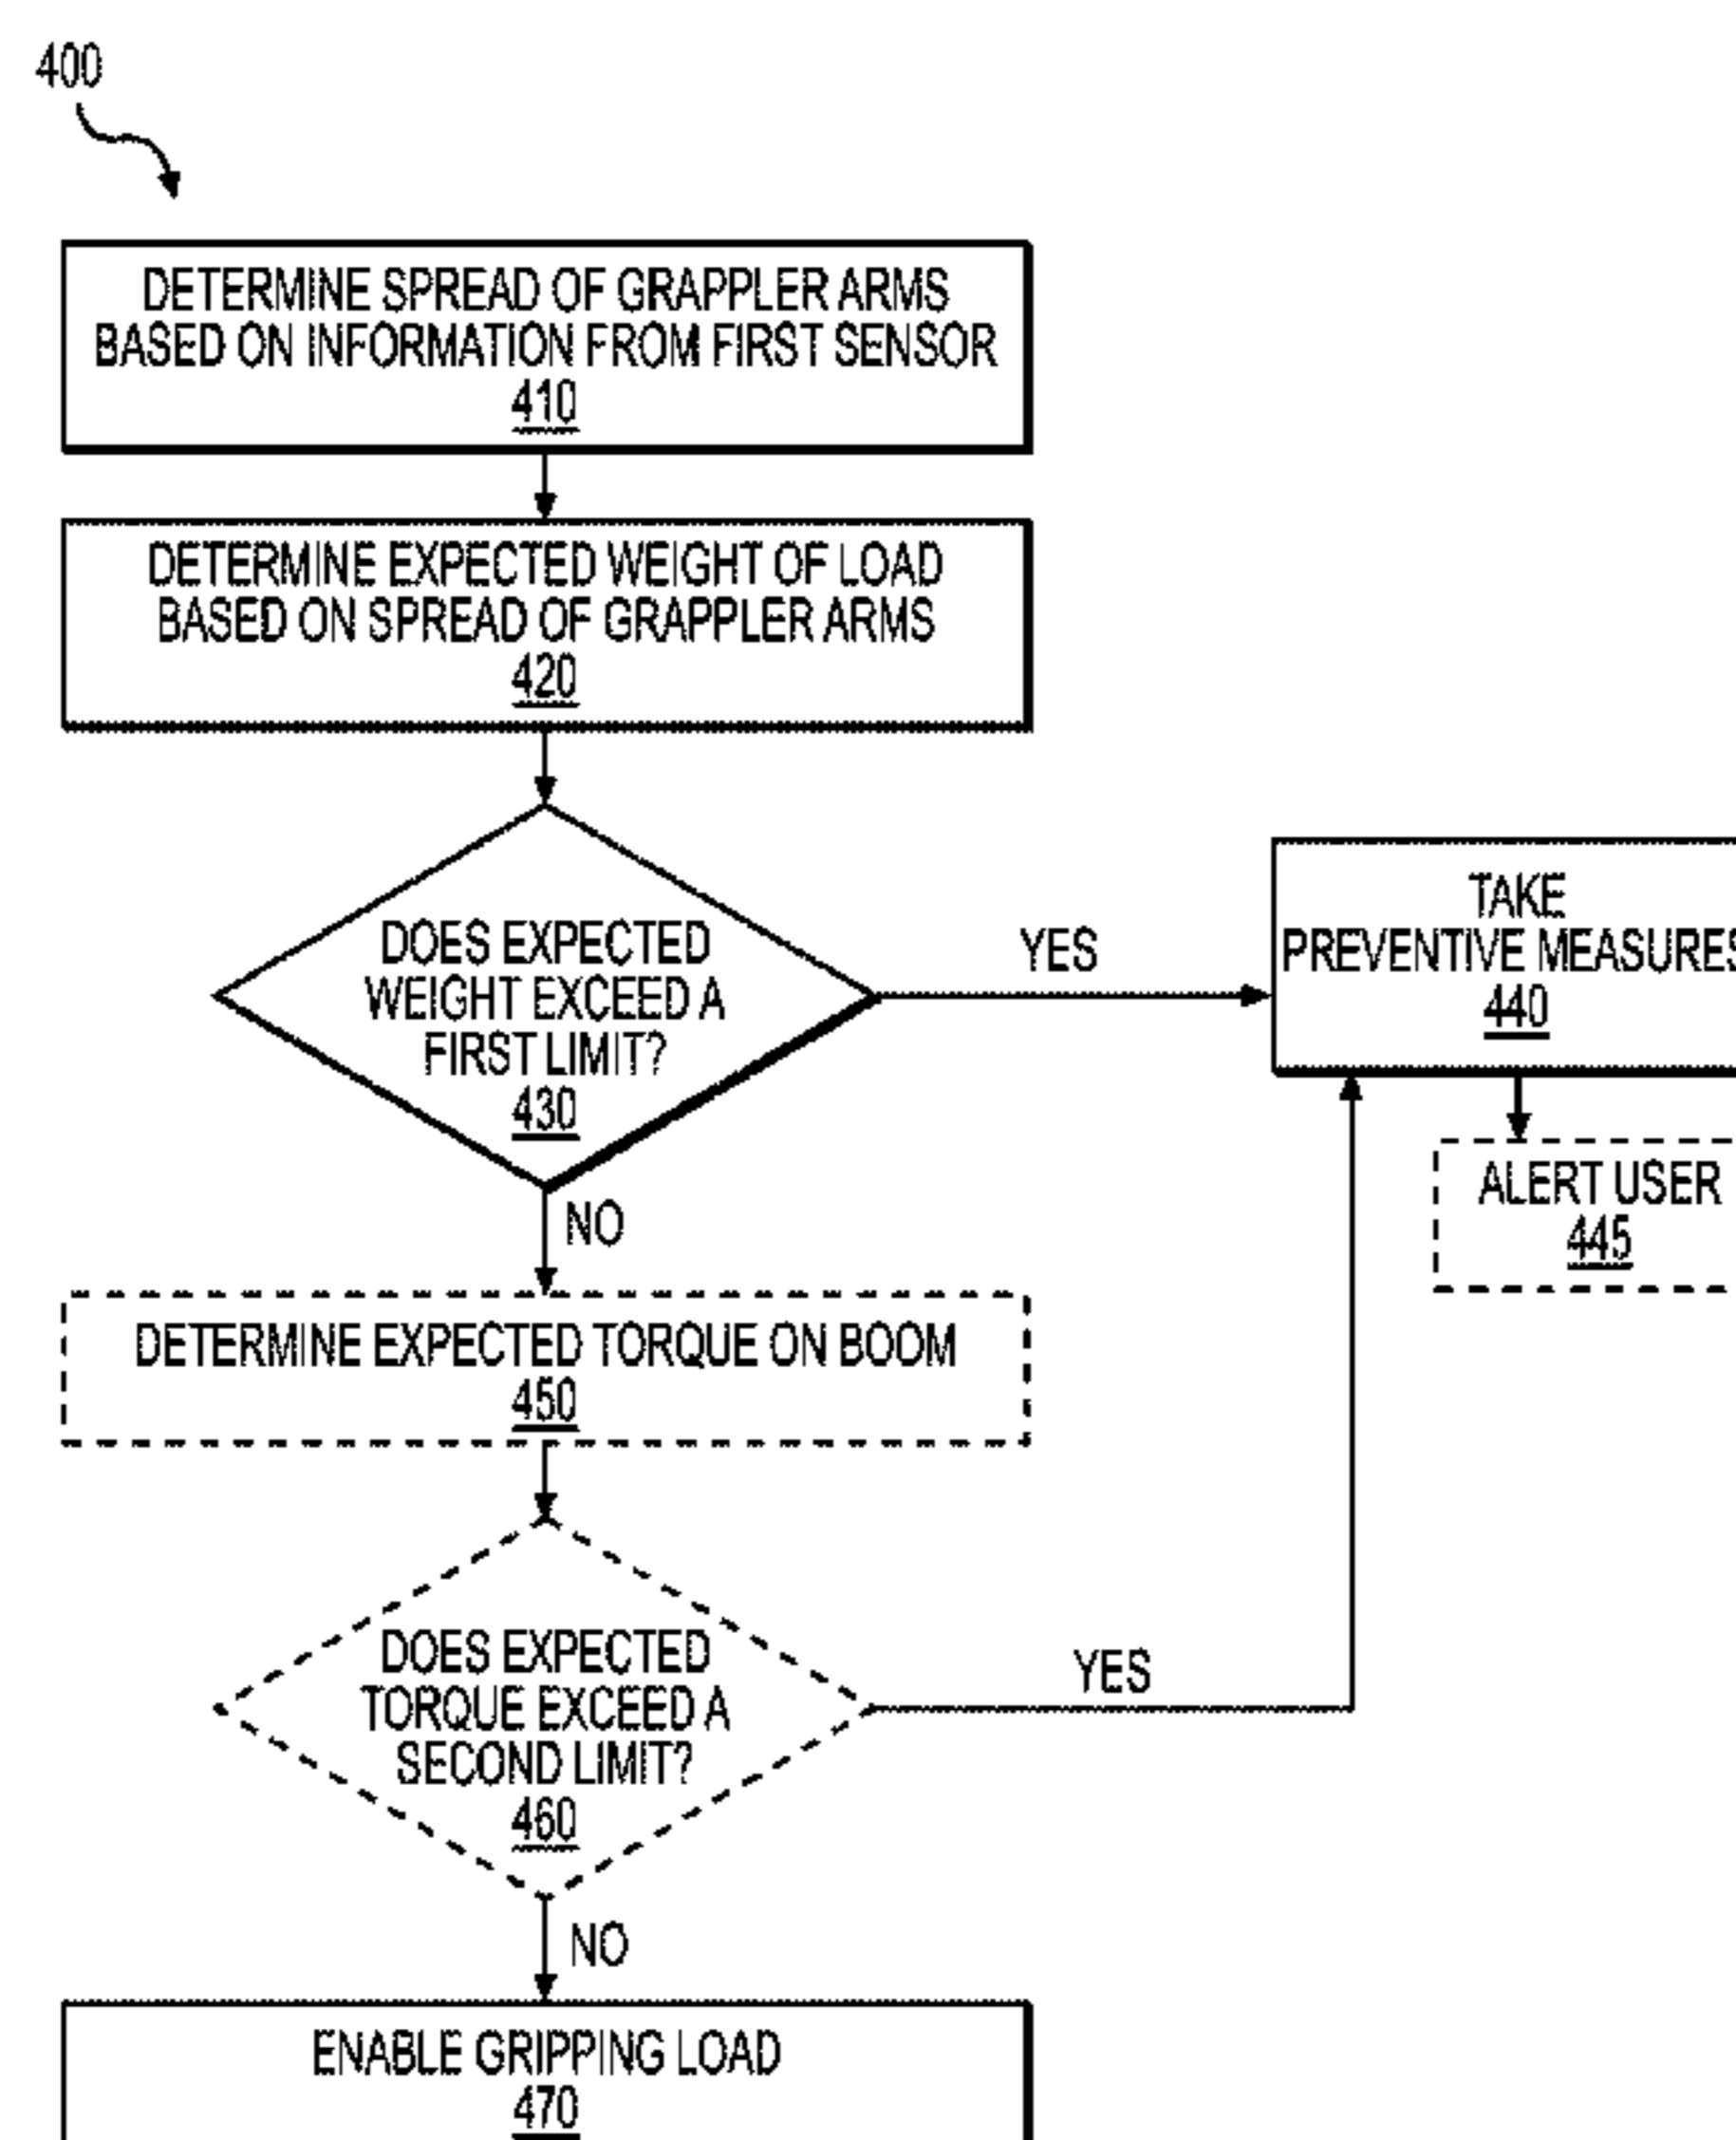 400
DETERMINE SPREAD OF GRAPPLER ARMS
BASED ON INFORMATION FROM FIRST SENSOR
410
DETERMINE EXPECTED WEIGHT OF LOAD
BASED ON SPREAD OF GRAPPLER ARMS
420
DOES EXPECTED
WEIGHT EXCEED A
FIRST LIMIT?
430
YES
TAKE
PREVENTIVE MEASURES
440
ALERT USER
445
NO
DETERMINE EXPECTED TORQUE ON BOOM
450
DOES EXPECTED
TORQUE EXCEED A
SECOND LIMIT?
460
YES
NO
ENABLE GRIPPING LOAD
470